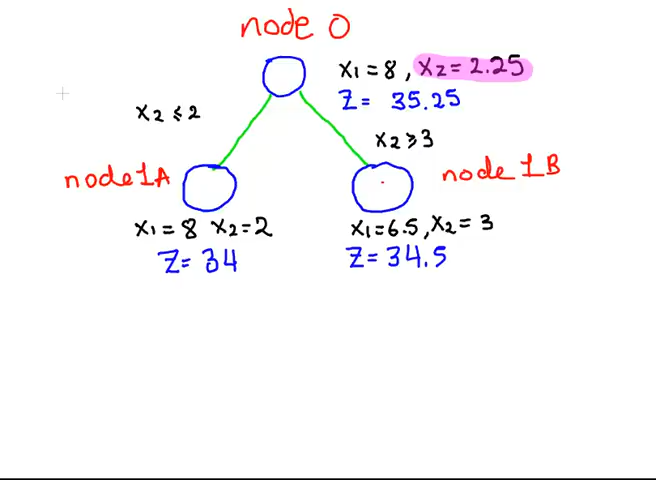 node 0
x1 = 8, x2 = 2.25
Z = 35.25
x2 ≤ 2
x2 ≥ 3
node 1A
node 1B
x1 = 8 x2 = 2
x1 = 6.5, x2 = 3
Z = 34
Z = 34.5